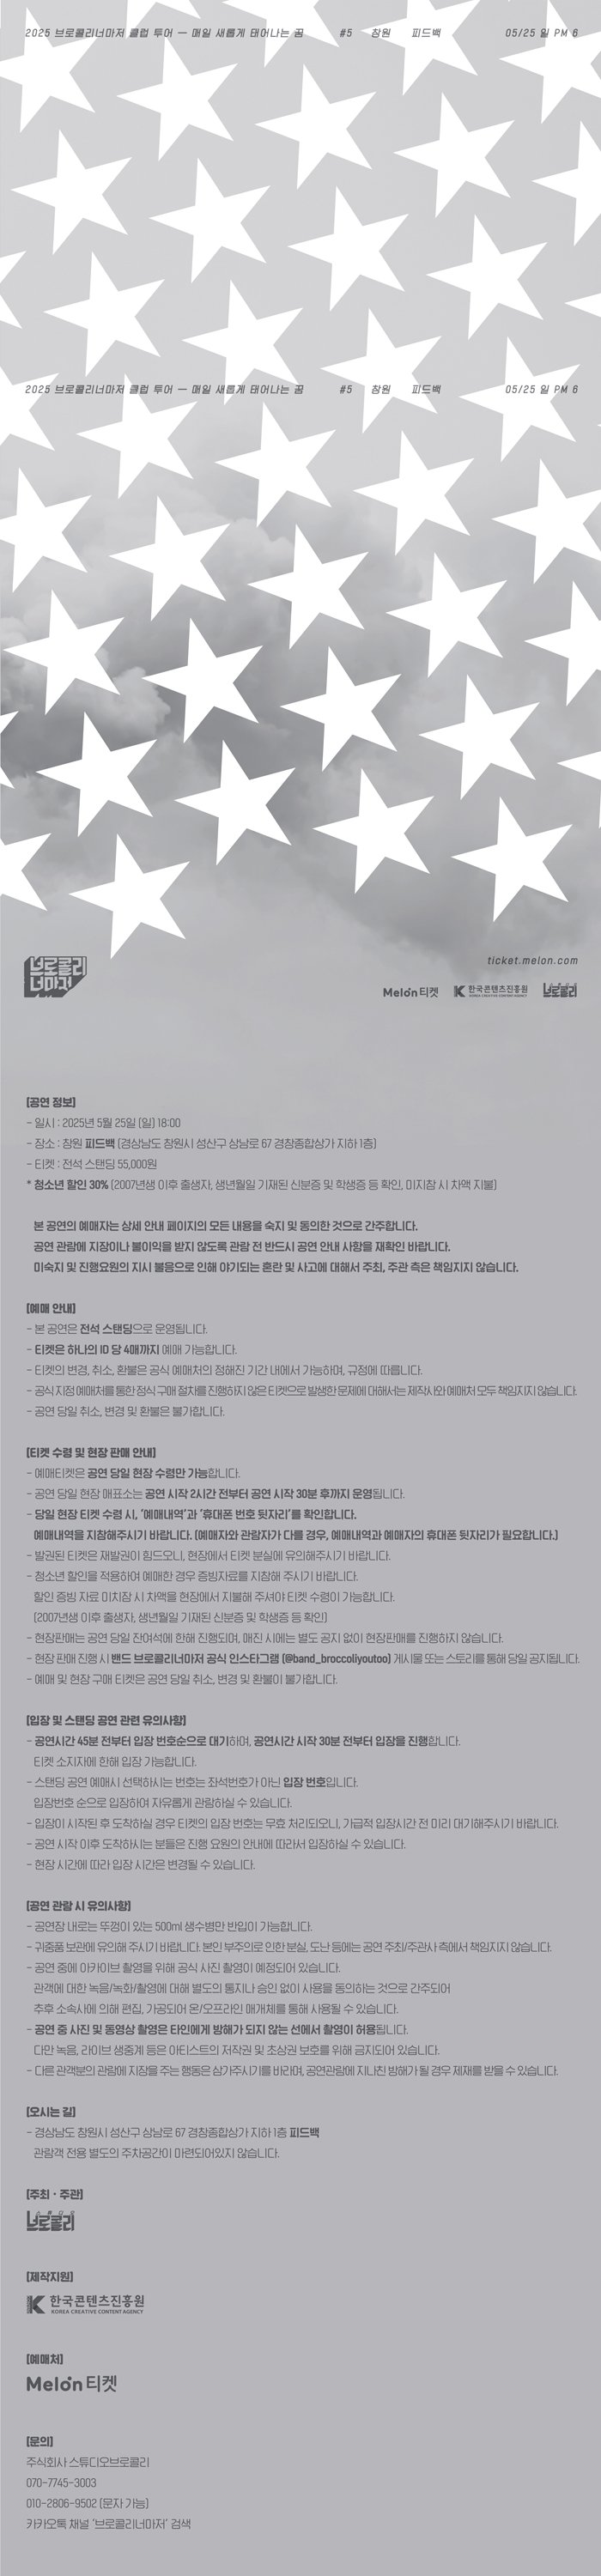 2025 브로콜리너마저 클럽 투어 — 매일 새롭게 태어나는 꿈 #5 창원 피드백 05/25 일 PM 6
2025 브로콜리너마저 클럽 투어 — 매일 새롭게 태어나는 꿈 #5 창원 피드백 05/25 일 PM 6
브로콜리
너마저
ticket.melon.com
Melon 티켓 한국콘텐츠진흥원 브로콜리
KOREA CREATIVE CONTENT AGENCY
[공연 정보]
- 일시 : 2025년 5월 25일 (일) 18:00
- 장소 : 창원 피드백 (경상남도 창원시 성산구 상남로 67 경창종합상가 지하 1층)
- 티켓 : 전석 스탠딩 55,000원
* 청소년 할인 30% (2007년생 이후 출생자, 생년월일 기재된 신분증 및 학생증 등 확인, 미지참 시 차액 지불)
본 공연의 예매자는 상세 안내 페이지의 모든 내용을 숙지 및 동의한 것으로 간주합니다.
공연 관람에 지장이나 불이익을 받지 않도록 관람 전 반드시 공연 안내 사항을 재확인 바랍니다.
미숙지 및 진행요원의 지시 불응으로 인해 야기되는 혼란 및 사고에 대해서 주최, 주관 측은 책임지지 않습니다.
[예매 안내]
- 본 공연은 전석 스탠딩으로 운영됩니다.
- 티켓은 하나의 ID 당 4매까지 예매 가능합니다.
- 티켓의 변경, 취소, 환불은 공식 예매처의 정해진 기간 내에서 가능하며, 규정에 따릅니다.
- 공식 지정 예매처를 통한 정식 구매 절차를 진행하지 않은 티켓으로 발생한 문제에 대해서는 제작사와 예매처 모두 책임지지 않습니다.
- 공연 당일 취소, 변경 및 환불은 불가합니다.
[티켓 수령 및 현장 판매 안내]
- 예매티켓은 공연 당일 현장 수령만 가능합니다.
- 공연 당일 현장 매표소는 공연 시작 2시간 전부터 공연 시작 30분 후까지 운영됩니다.
- 당일 현장 티켓 수령 시, '예매내역'과 '휴대폰 번호 뒷자리'를 확인합니다.
예매내역을 지참해주시기 바랍니다. (예매자와 관람자가 다를 경우, 예매내역과 예매자의 휴대폰 뒷자리가 필요합니다.)
- 발권된 티켓은 재발권이 힘드오니, 현장에서 티켓 분실에 유의해주시기 바랍니다.
- 청소년 할인을 적용하여 예매한 경우 증빙자료를 지참해 주시기 바랍니다.
할인 증빙 자료 미지참 시 차액을 현장에서 지불해 주셔야 티켓 수령이 가능합니다.
(2007년생 이후 출생자, 생년월일 기재된 신분증 및 학생증 등 확인)
- 현장판매는 공연 당일 잔여석에 한해 진행되며, 매진 시에는 별도 공지 없이 현장판매를 진행하지 않습니다.
- 현장 판매 진행 시 밴드 브로콜리너마저 공식 인스타그램 (@band_broccoliyoutoo) 게시물 또는 스토리를 통해 당일 공지됩니다.
- 예매 및 현장 구매 티켓은 공연 당일 취소, 변경 및 환불이 불가합니다.
[입장 및 스탠딩 공연 관련 유의사항]
- 공연시간 45분 전부터 입장 번호순으로 대기하며, 공연시간 시작 30분 전부터 입장을 진행합니다.
티켓 소지자에 한해 입장 가능합니다.
- 스탠딩 공연 예매시 선택하시는 번호는 좌석번호가 아닌 입장 번호입니다.
입장번호 순으로 입장하여 자유롭게 관람하실 수 있습니다.
- 입장이 시작된 후 도착하실 경우 티켓의 입장 번호는 무효 처리되오니, 가급적 입장시간 전 미리 대기해주시기 바랍니다.
- 공연 시작 이후 도착하시는 분들은 진행 요원의 안내에 따라서 입장하실 수 있습니다.
- 현장 시간에 따라 입장 시간은 변경될 수 있습니다.
[공연 관람 시 유의사항]
- 공연장 내로는 뚜껑이 있는 500ml 생수병만 반입이 가능합니다.
- 귀중품 보관에 유의해 주시기 바랍니다. 본인 부주의로 인한 분실, 도난 등에는 공연 주최/주관사 측에서 책임지지 않습니다.
- 공연 중에 아카이브 촬영을 위해 공식 사진 촬영이 예정되어 있습니다.
관객에 대한 녹음/녹화/촬영에 대해 별도의 통지나 승인 없이 사용을 동의하는 것으로 간주되어
추후 소속사에 의해 편집, 가공되어 온/오프라인 매개체를 통해 사용될 수 있습니다.
- 공연 중 사진 및 동영상 촬영은 타인에게 방해가 되지 않는 선에서 촬영이 허용됩니다.
다만 녹음, 라이브 생중계 등은 아티스트의 저작권 및 초상권 보호를 위해 금지되어 있습니다.
- 다른 관객분의 관람에 지장을 주는 행동은 삼가주시기를 바라며, 공연관람에 지나친 방해가 될 경우 제재를 받을 수 있습니다.
[오시는 길]
- 경상남도 창원시 성산구 상남로 67 경창종합상가 지하 1층 피드백
관람객 전용 별도의 주차공간이 마련되어있지 않습니다.
[주최・주관]
브로콜리
[제작지원]
한국콘텐츠진흥원
KOREA CREATIVE CONTENT AGENCY
[예매처]
Melon 티켓
[문의]
주식회사 스튜디오브로콜리
070-7745-3003
010-2806-9502 (문자 가능)
카카오톡 채널 '브로콜리너마저' 검색